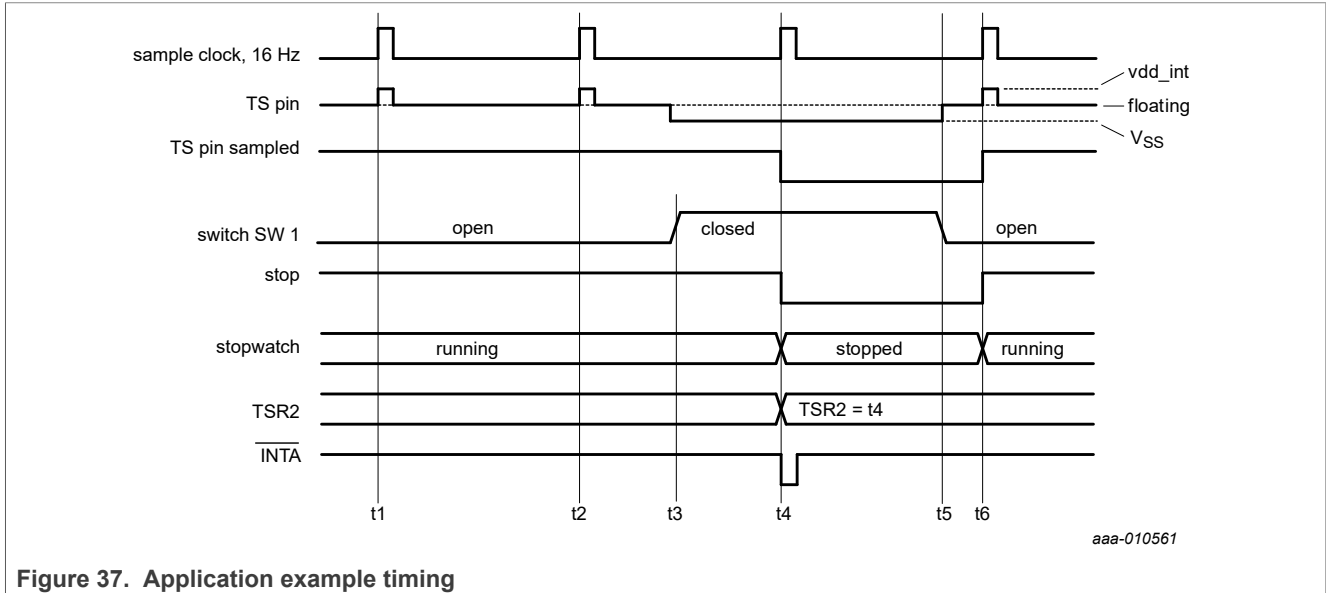 sample clock, 16 Hz
vdd_int
TS pin
floating
VSS
TS pin sampled
switch SW 1
open
closed
open
stop
stopwatch
running
stopped
running
TSR2
TSR2 = t4
INTA
t1
t2
t3
t4
t5
t6
aaa-010561
Figure 37. Application example timing